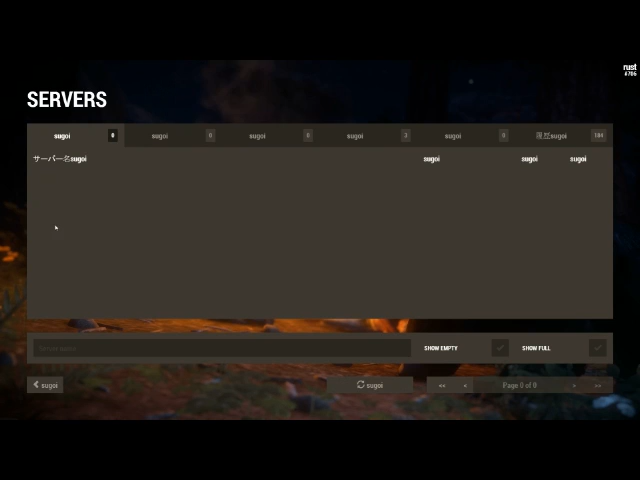 rust
SERVERS
sugoi 0 sugoi 0 sugoi 0 sugoi 3 sugoi 0 履歴sugoi 184
サーバー名sugoi sugoi sugoi sugoi
SHOW EMPTY SHOW FULL
sugoi sugoi << < Page 0 of 0 > >>